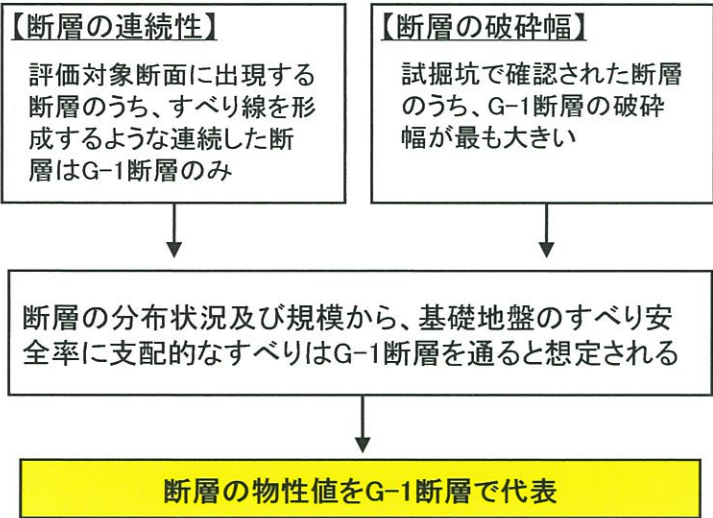 【断層の連続性】
評価対象断面に出現する
断層のうち、すべり線を形
成するような連続した断
層はG-1断層のみ
【断層の破砕幅】
試掘坑で確認された断層
のうち、G-1断層の破砕
幅が最も大きい
断層の分布状況及び規模から、基礎地盤のすべり安
全率に支配的なすべりはG-1断層を通ると想定される
断層の物性値をG-1断層で代表